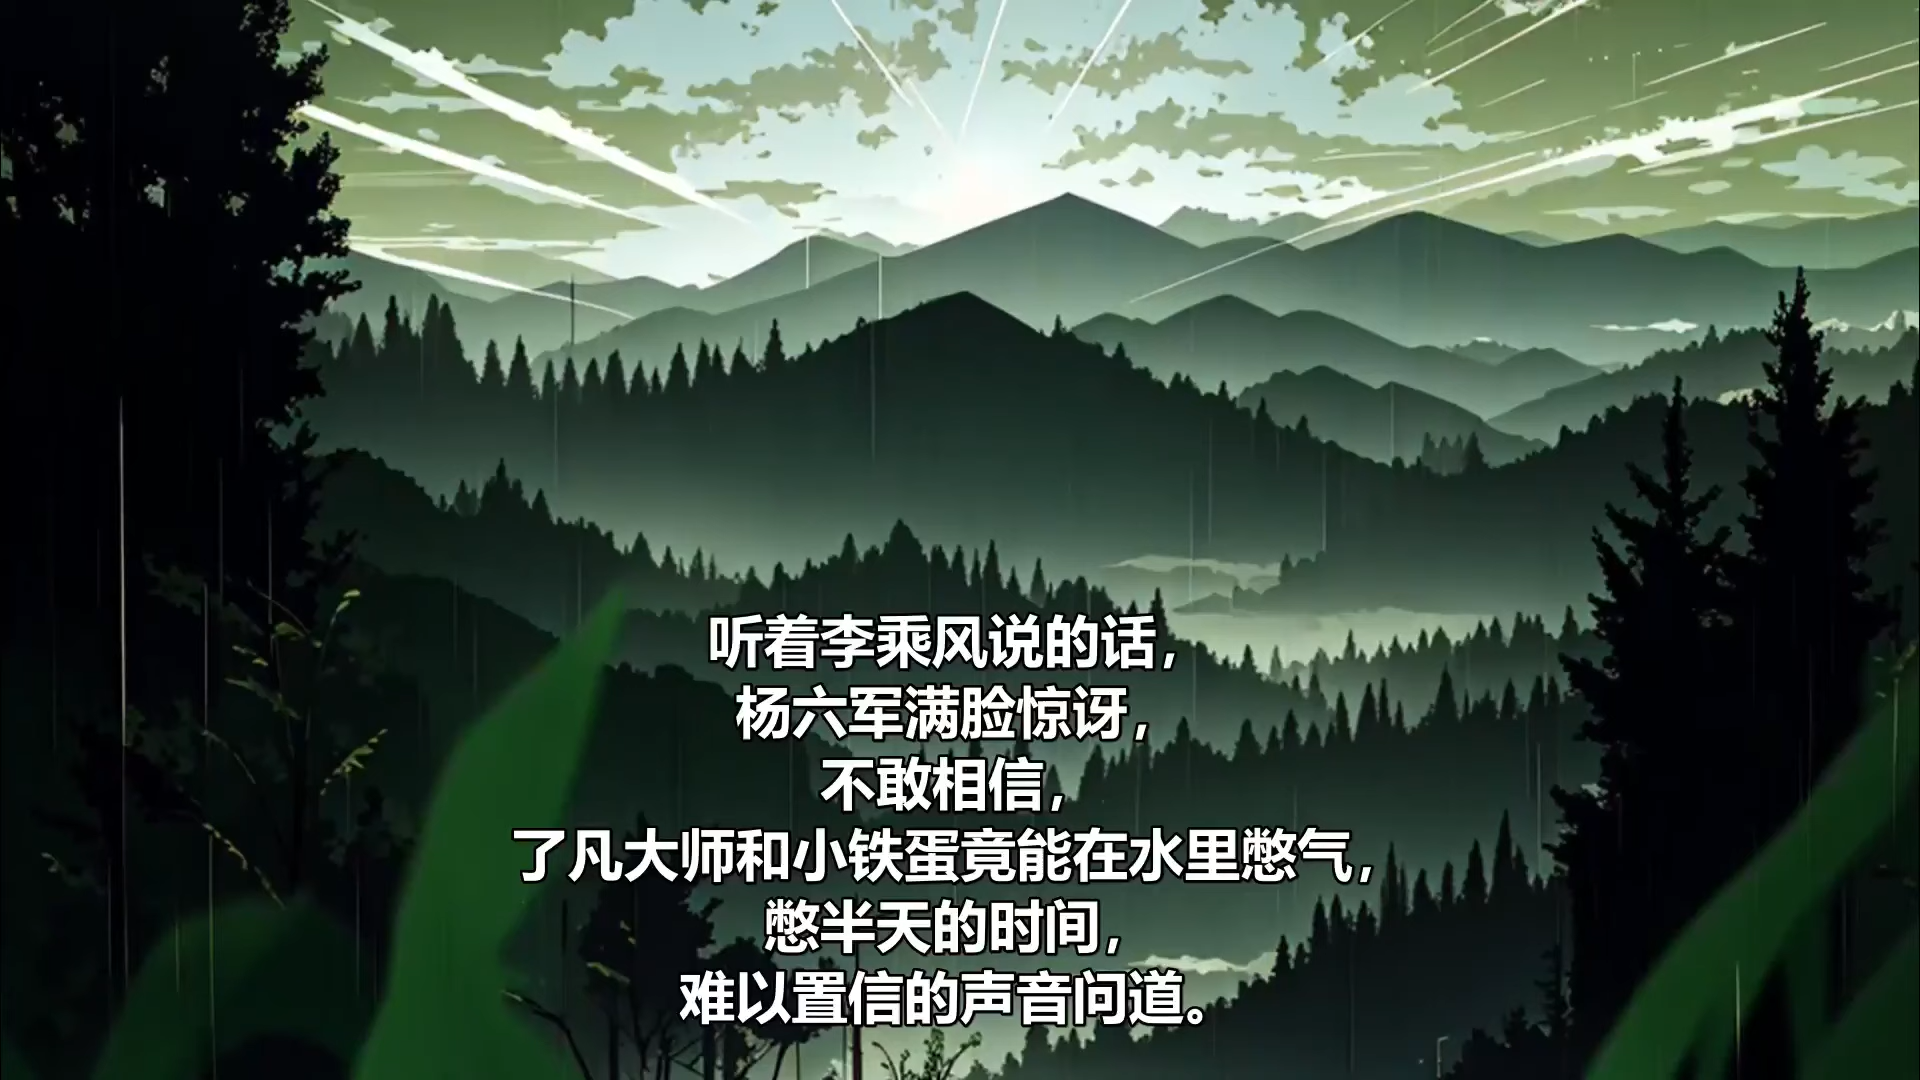 听着李乘风说的话，
杨六军满脸惊讶，
不敢相信，
了凡大师和小铁蛋竟能在水里憋气，
憋半天的时间，
难以置信的声音问道。